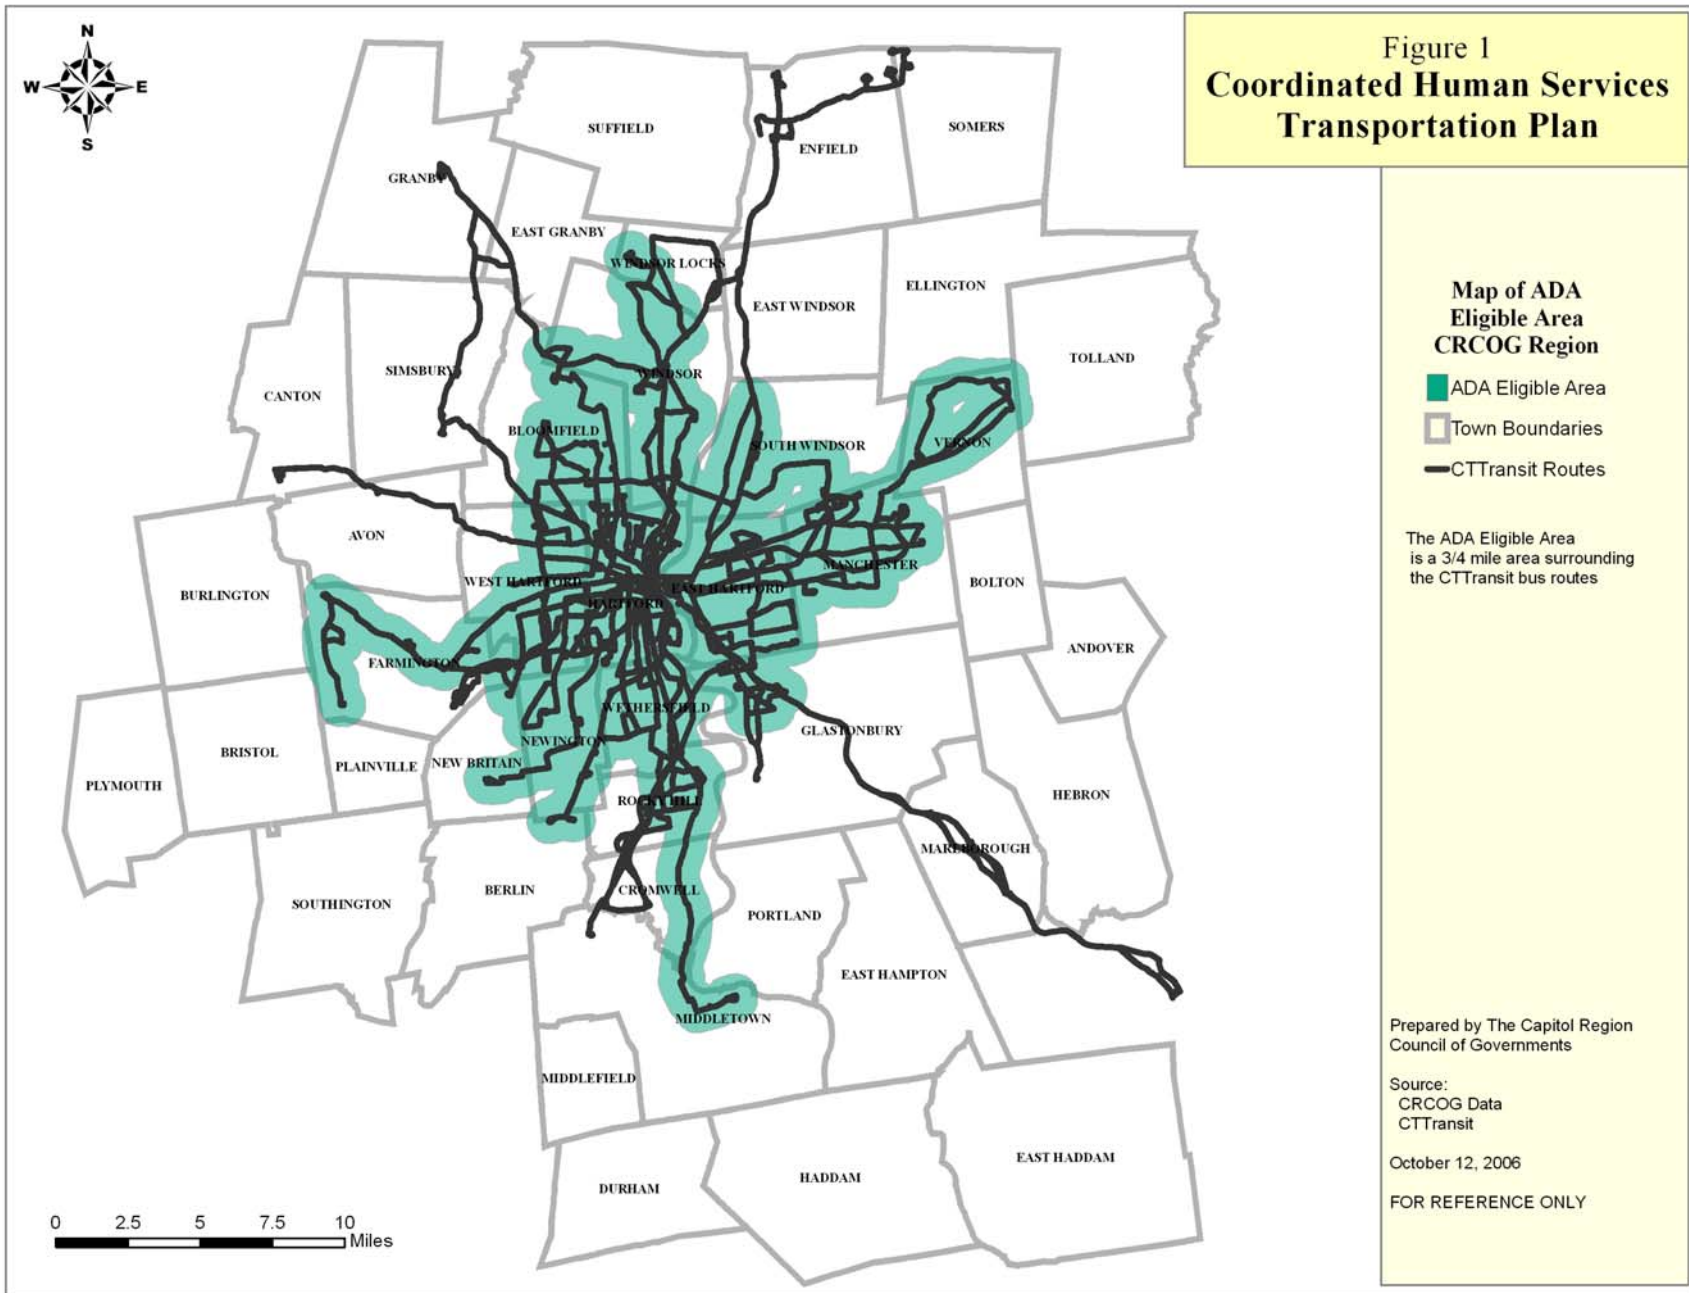 Figure 1
Coordinated Human Services
Transportation Plan
N
W E
S
SUFFIELD
SOMERS
ENFIELD
GRANBY
EAST GRANBY
WINDSOR LOCKS
ELLINGTON
EAST WINDSOR
TOLLAND
SIMSBURY
WINDSOR
CANTON
BLOOMFIELD
SOUTH WINDSOR
VERNON
AVON
MANCHESTER
WEST HARTFORD
EAST HARTFORD
BOLTON
BURLINGTON
HARTFORD
ANDOVER
FARMINGTON
WETHERSFIELD
GLASTONBURY
NEWINGTON
BRISTOL
PLAINVILLE
NEW BRITAIN
PLYMOUTH
HEBRON
ROCKY HILL
MARLBOROUGH
BERLIN
CROMWELL
SOUTHINGTON
PORTLAND
EAST HAMPTON
MIDDLETOWN
MIDDLEFIELD
EAST HADDAM
HADDAM
DURHAM
0 2.5 5 7.5 10
Miles
Map of ADA
Eligible Area
CRCOG Region
ADA Eligible Area
Town Boundaries
CTTransit Routes
The ADA Eligible Area
is a 3/4 mile area surrounding
the CTTransit bus routes
Prepared by The Capitol Region
Council of Governments
Source:
CRCOG Data
CTTransit
October 12, 2006
FOR REFERENCE ONLY